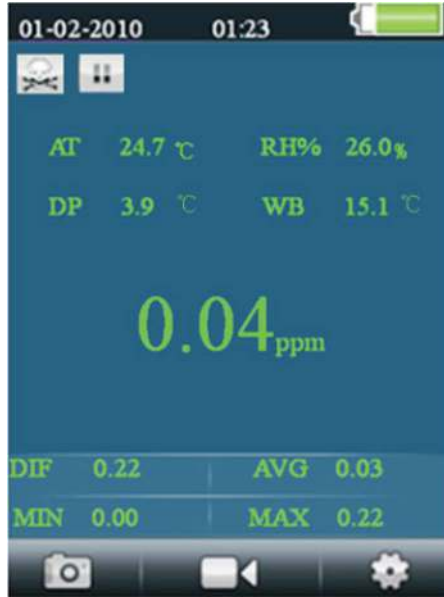 01-02-2010 01:23
AT 24.7 ℃ RH% 26.0%
DP 3.9 ℃ WB 15.1 ℃
0.04ppm
DIF 0.22 AVG 0.03
MIN 0.00 MAX 0.22